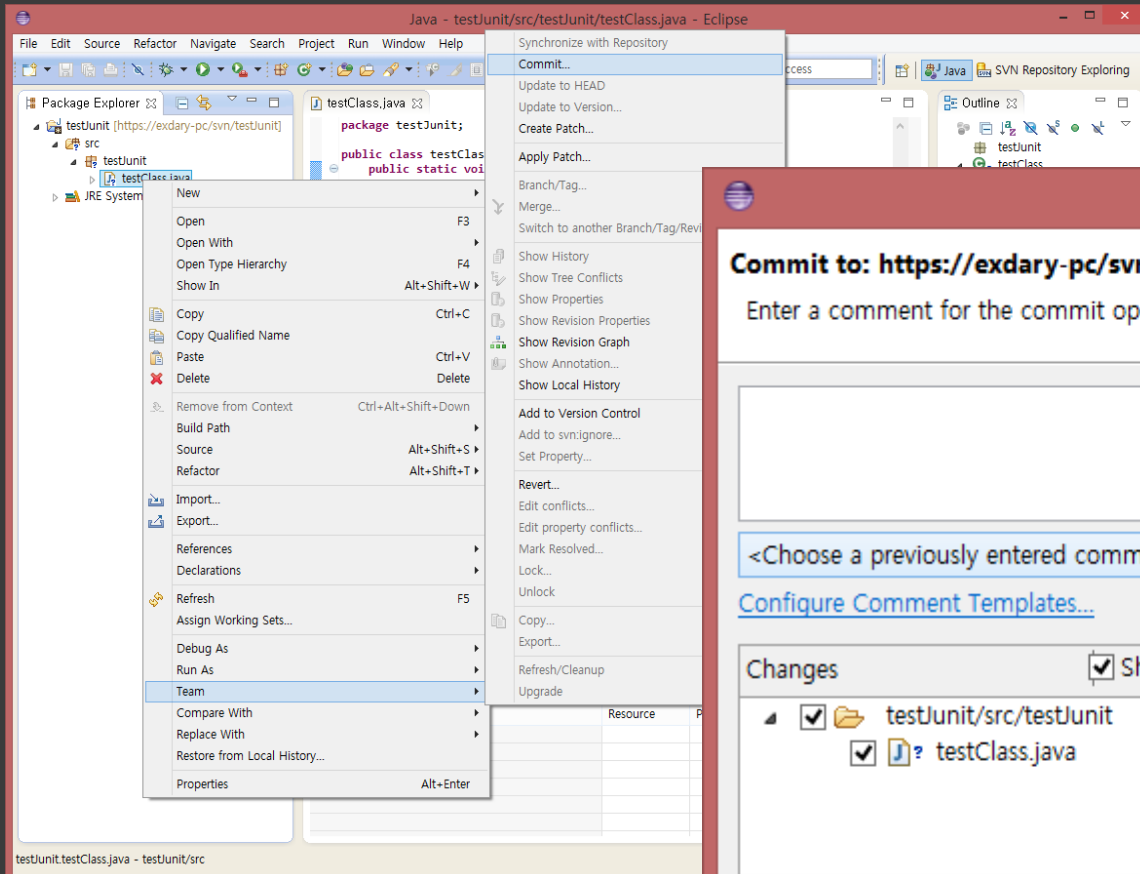 Java - testJunit/src/testJunit/testClass.java - Eclipse
File Edit Source Refactor Navigate Search Project Run Window Help
Java SVN Repository Exploring
Package Explorer
testJunit [https://exdary-pc/svn/testJunit]
src
testJunit
testClass.java
JRE System
testClass.java
package testJunit;
public class testClas
public static voi
Outline
testJunit
testClass
New
Open F3
Open With
Open Type Hierarchy F4
Show In Alt+Shift+W
Copy Ctrl+C
Copy Qualified Name
Paste Ctrl+V
Delete Delete
Remove from Context Ctrl+Alt+Shift+Down
Build Path
Source Alt+Shift+S
Refactor Alt+Shift+T
Import...
Export...
References
Declarations
Refresh F5
Assign Working Sets...
Debug As
Run As
Team
Compare With
Replace With
Restore from Local History...
Properties Alt+Enter
Synchronize with Repository
Commit...
Update to HEAD
Update to Version...
Create Patch...
Apply Patch...
Branch/Tag...
Merge...
Switch to another Branch/Tag/Revi
Show History
Show Tree Conflicts
Show Properties
Show Revision Properties
Show Revision Graph
Show Annotation...
Show Local History
Add to Version Control
Add to svn:ignore...
Set Property...
Revert...
Edit conflicts...
Edit property conflicts...
Mark Resolved...
Lock...
Unlock
Copy...
Export...
Refresh/Cleanup
Upgrade
Resource P
Commit to: https://exdary-pc/svn
Enter a comment for the commit op
<Choose a previously entered comm
Configure Comment Templates...
Changes Sh
testJunit/src/testJunit
testClass.java
testJunit.testClass.java - testJunit/src